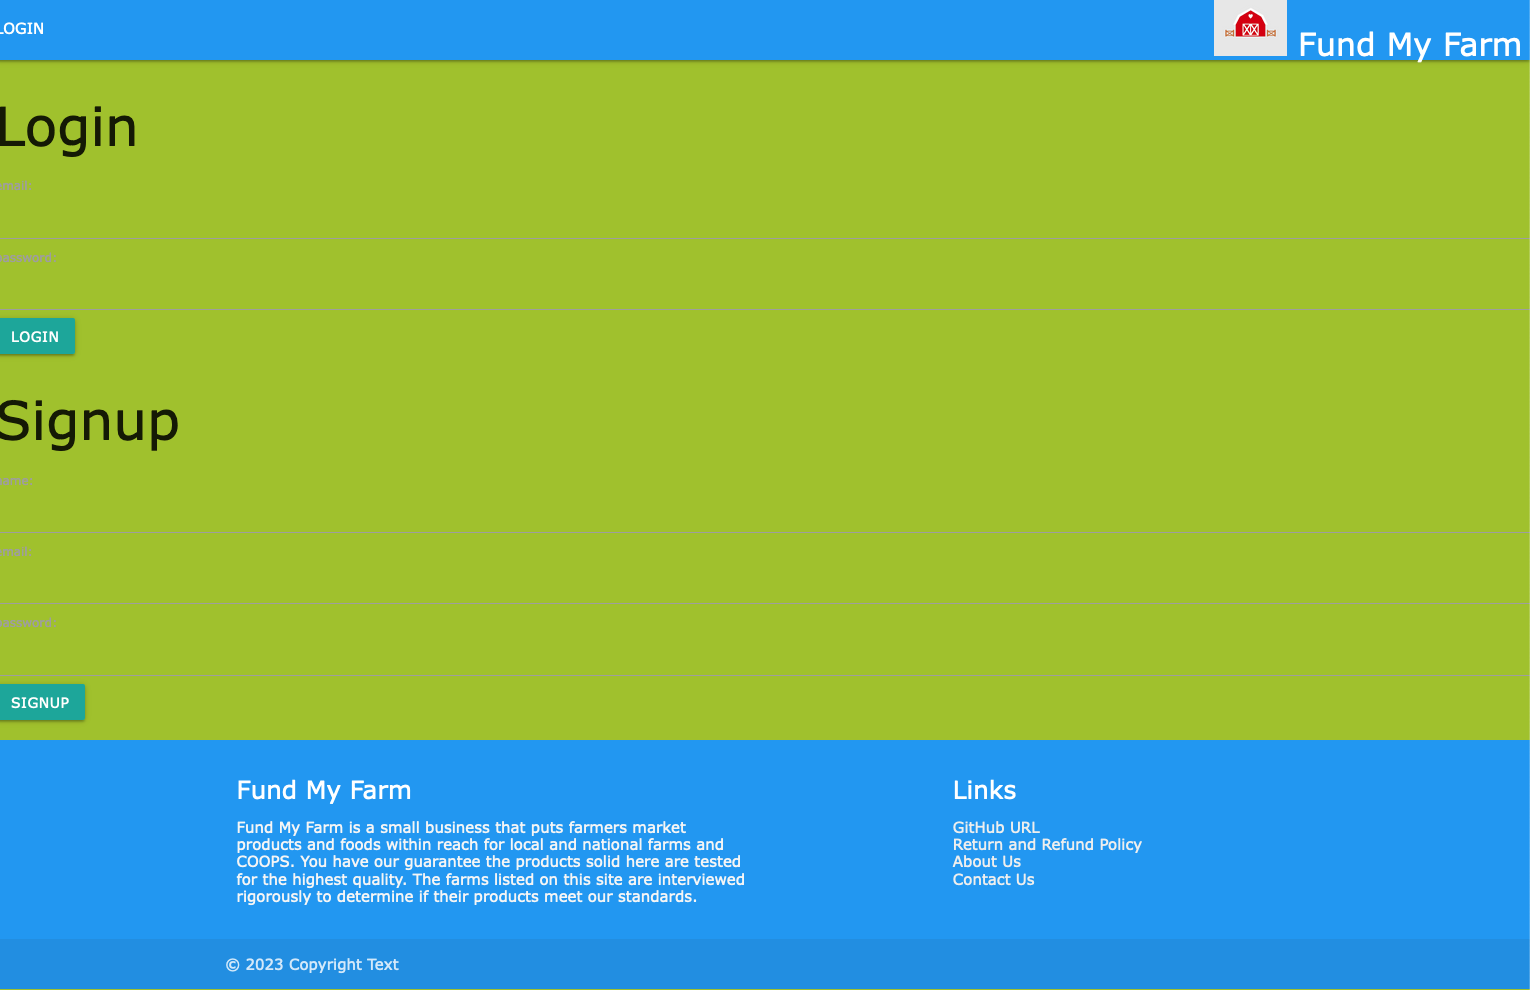 LOGIN
Fund My Farm
Login
email:
password:
LOGIN
Signup
name:
email:
password:
SIGNUP
Fund My Farm
Links
Fund My Farm is a small business that puts farmers market
products and foods within reach for local and national farms and
COOPS. You have our guarantee the products solid here are tested
for the highest quality. The farms listed on this site are interviewed
rigorously to determine if their products meet our standards.
GitHub URL
Return and Refund Policy
About Us
Contact Us
© 2023 Copyright Text